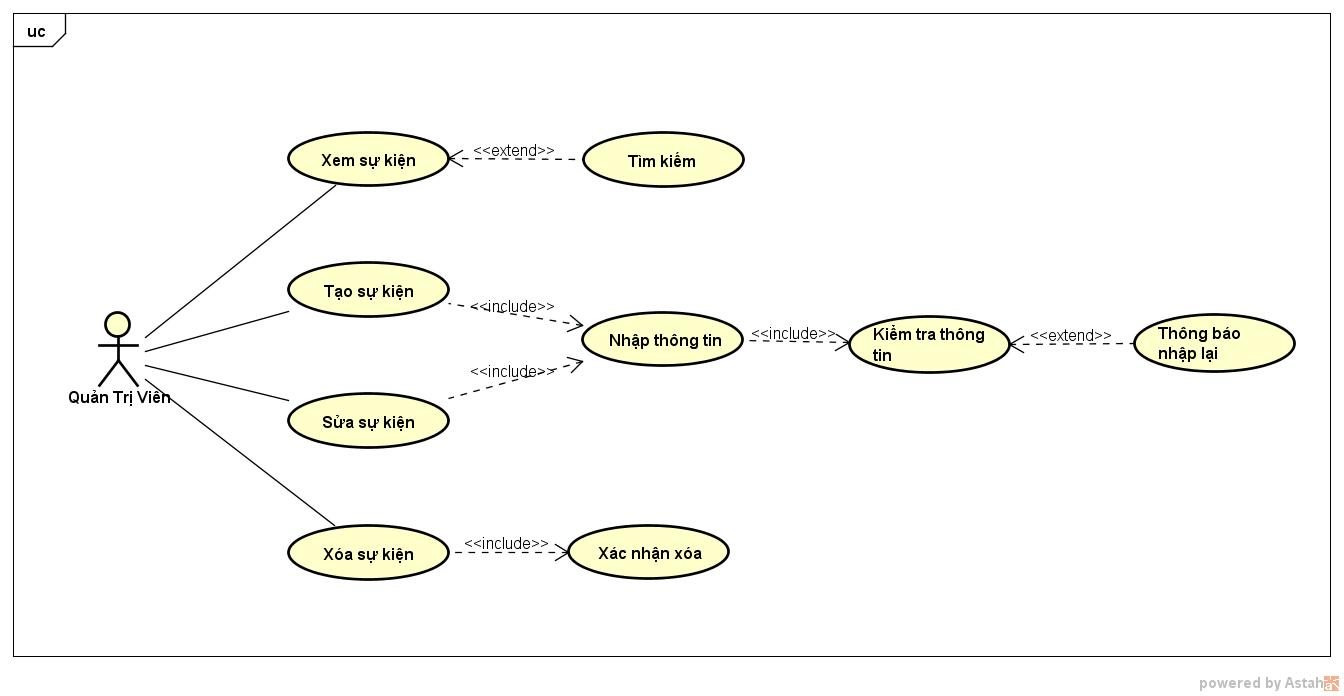 uc
Xem sự kiện
<<extend>>
Tìm kiếm
Tạo sự kiện
<<include>>
Nhập thông tin
<<include>>
Kiểm tra thông
tin
<<extend>>
Thông báo
nhập lại
Quản Trị Viên
<<include>>
Sửa sự kiện
Xóa sự kiện
<<include>>
Xác nhận xóa
powered by Astah